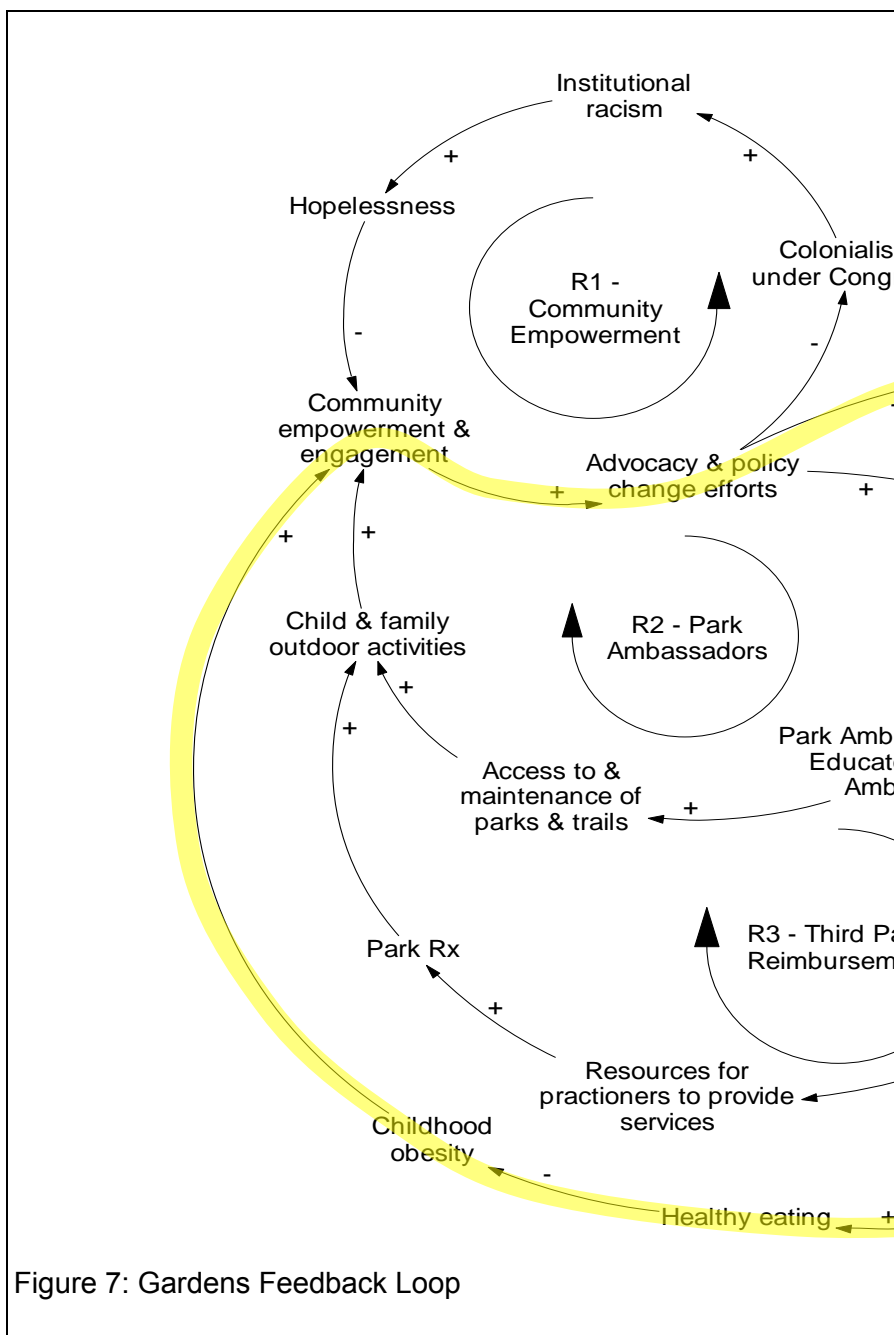 Institutional
racism
+
+
Hopelessness
Colonialis
under Cong
R1 -
Community
Empowerment
-
-
Community
empowerment &
engagement
Advocacy & policy
change efforts
+
+
+
+
Child & family
outdoor activities
R2 - Park
Ambassadors
+
+
Park Amb
Educat
Amb
Access to &
maintenance of
parks & trails
+
Park Rx
R3 - Third Pa
Reimbursem
+
Resources for
practioners to provide
services
Childhood
obesity
-
Healthy eating
+
Figure 7: Gardens Feedback Loop